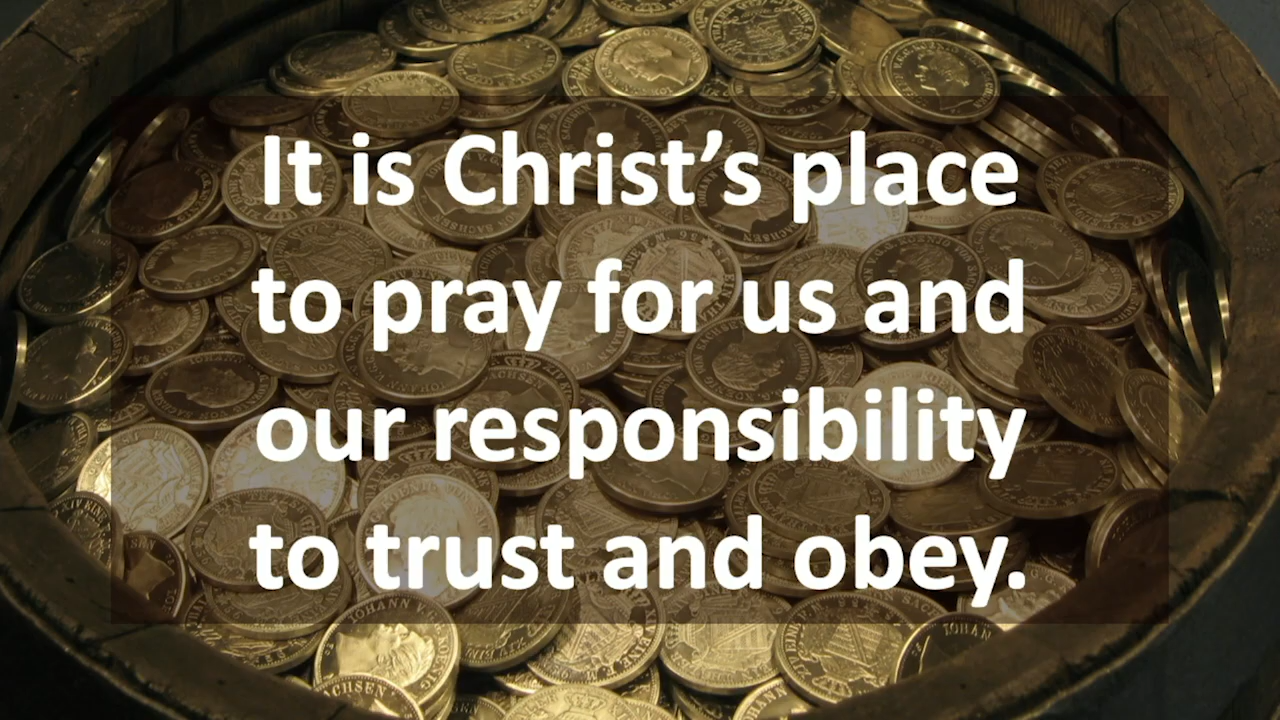 It is Christ’s place
to pray for us and
our responsibility
to trust and obey.